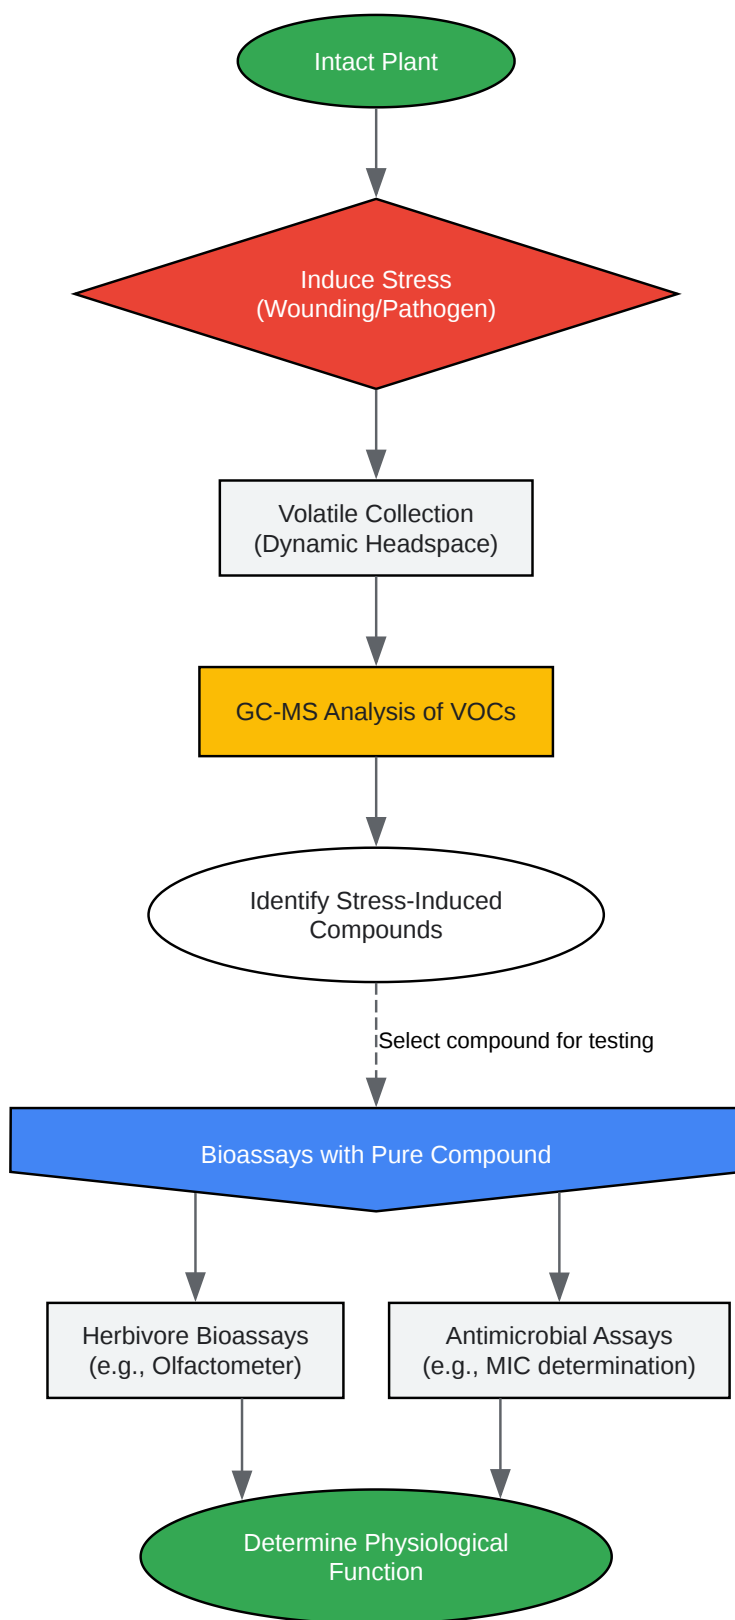 Intact Plant
Induce Stress
(Wounding/Pathogen)
Volatile Collection
(Dynamic Headspace)
GC-MS Analysis of VOCs
Identify Stress-Induced
Compounds
Select compound for testing
Bioassays with Pure Compound
Herbivore Bioassays
(e.g., Olfactometer)
Antimicrobial Assays
(e.g., MIC determination)
Determine Physiological
Function